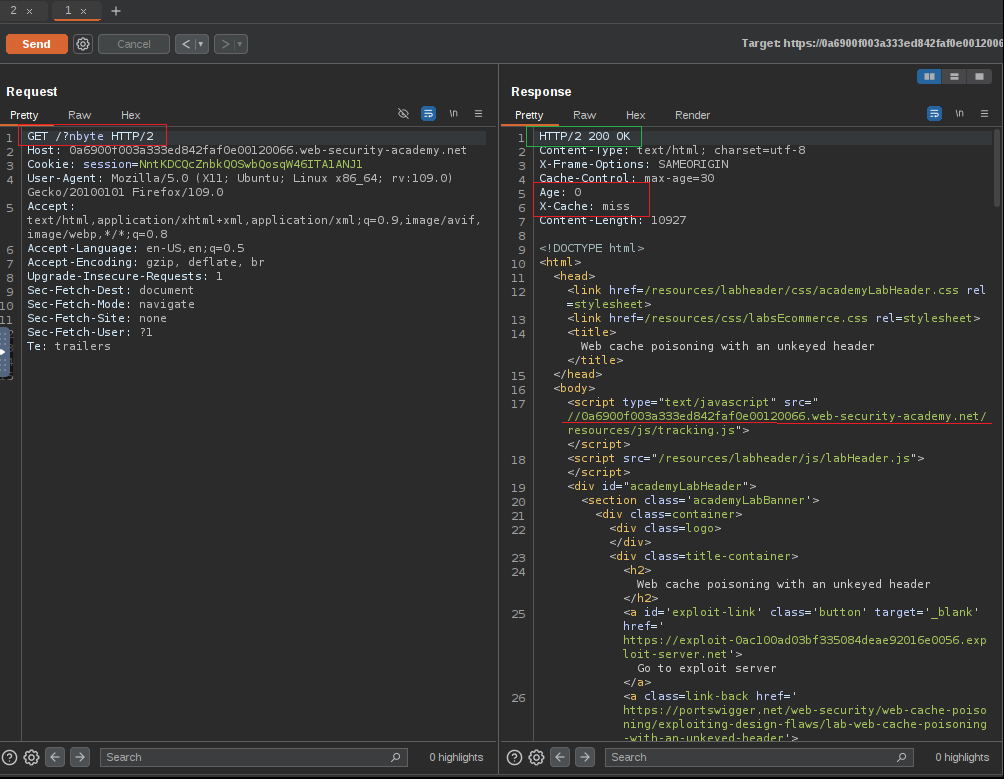 2 ×
1 ×
+
Send
Cancel
<
>
Target: https://0a6900f003a333ed842faf0e0012006
Request
Pretty
Raw
Hex
\n
1 GET /?nbyte HTTP/2
2 Host: 0a6900f003a333ed842faf0e00120066.web-security-academy.net
3 Cookie: session=NntKDCQcZnbkQOSwbQosqW46ITAlANJl
4 User-Agent: Mozilla/5.0 (X11; Ubuntu; Linux x86_64; rv:109.0)
Gecko/20100101 Firefox/109.0
5 Accept:
text/html,application/xhtml+xml,application/xml;q=0.9,image/avif,
image/webp,*/*;q=0.8
6 Accept-Language: en-US,en;q=0.5
7 Accept-Encoding: gzip, deflate, br
8 Upgrade-Insecure-Requests: 1
9 Sec-Fetch-Dest: document
10 Sec-Fetch-Mode: navigate
11 Sec-Fetch-Site: none
Sec-Fetch-User: ?1
Te: trailers
Search
0 highlights
Response
Pretty
Raw
Hex
Render
\n
1 HTTP/2 200 OK
2 Content-Type: text/html; charset=utf-8
3 X-Frame-Options: SAMEORIGIN
4 Cache-Control: max-age=30
5 Age: 0
6 X-Cache: miss
7 Content-Length: 10927
8
9 <!DOCTYPE html>
10 <html>
11 <head>
12 <link href=/resources/labheader/css/academyLabHeader.css rel
=stylesheet>
13 <link href=/resources/css/labsEcommerce.css rel=stylesheet>
14 <title>
Web cache poisoning with an unkeyed header
</title>
15 </head>
16 <body>
17 <script type="text/javascript" src="
//0a6900f003a333ed842faf0e00120066.web-security-academy.net/
resources/js/tracking.js">
</script>
18 <script src="/resources/labheader/js/labHeader.js">
</script>
19 <div id="academyLabHeader">
20 <section class='academyLabBanner'>
21 <div class=container>
22 <div class=logo>
</div>
23 <div class=title-container>
24 <h2>
Web cache poisoning with an unkeyed header
</h2>
25 <a id='exploit-link' class='button' target='_blank'
href='
https://exploit-0ac100ad03bf335084deae92016e0056.exp
loit-server.net'>
Go to exploit server
</a>
26 <a class=link-back href='
https://portswigger.net/web-security/web-cache-poiso
ning/exploiting-design-flaws/lab-web-cache-poisoning
-with-an-unkeyed-header'>
Search
0 highlights